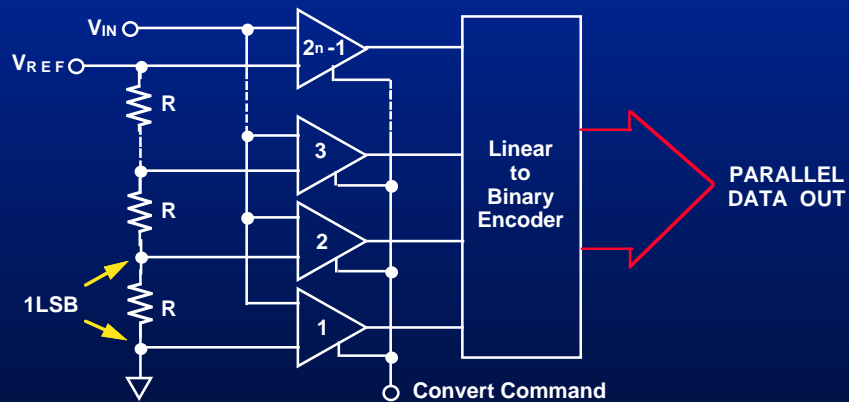 VIN
VREF
2n-1
R
3
Linear
to
Binary
Encoder
PARALLEL
DATA OUT
R
2
1LSB
R
1
Convert Command